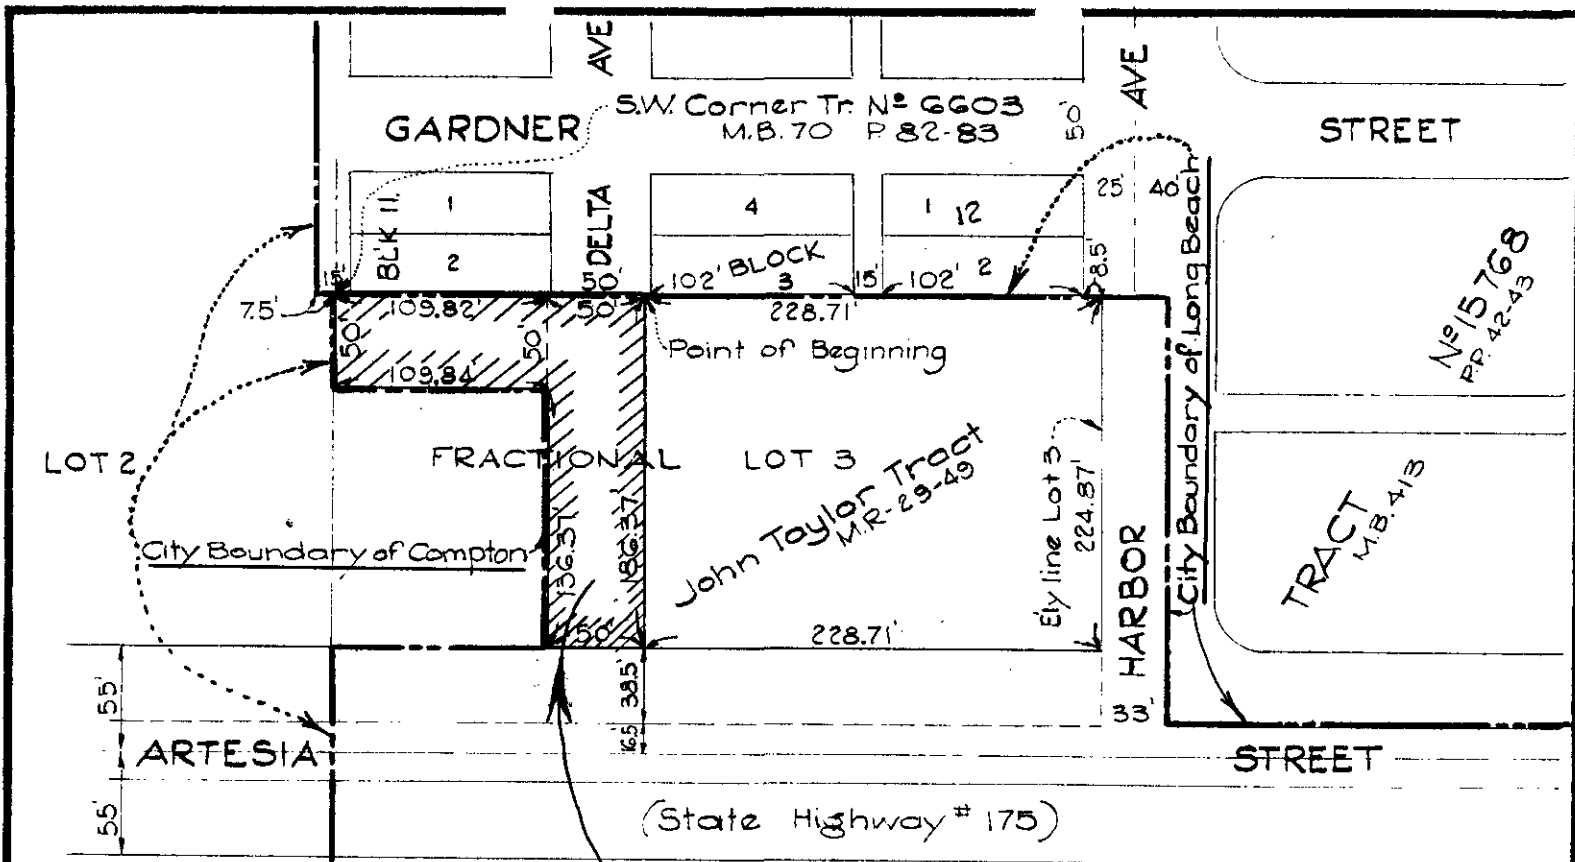 AVE
AVE
S.W. Corner Tr. Nº 6603
M.B. 70 P. 82-83
GARDNER
STREET
50'
25' 40'
BLK 11.
1
2
DELTA
4
BLOCK
3
1 12
2
15'
50'
102'
15'
102'
8.5'
7.5'
109.82'
50'
228.71'
50'
50'
109.84'
Point of Beginning
City Boundary of Long Beach
Nº 15768
P.P. 42-43
LOT 2
FRACTIONAL LOT 3
John Taylor Tract
M.R-29-49
Ely line Lot 3
224.87'
TRACT
M.B. 413
City Boundary of Compton
136.37'
186.37'
50'
228.71'
HARBOR
33'
55'
38.5'
16.5'
ARTESIA
STREET
55'
(State Highway # 175)